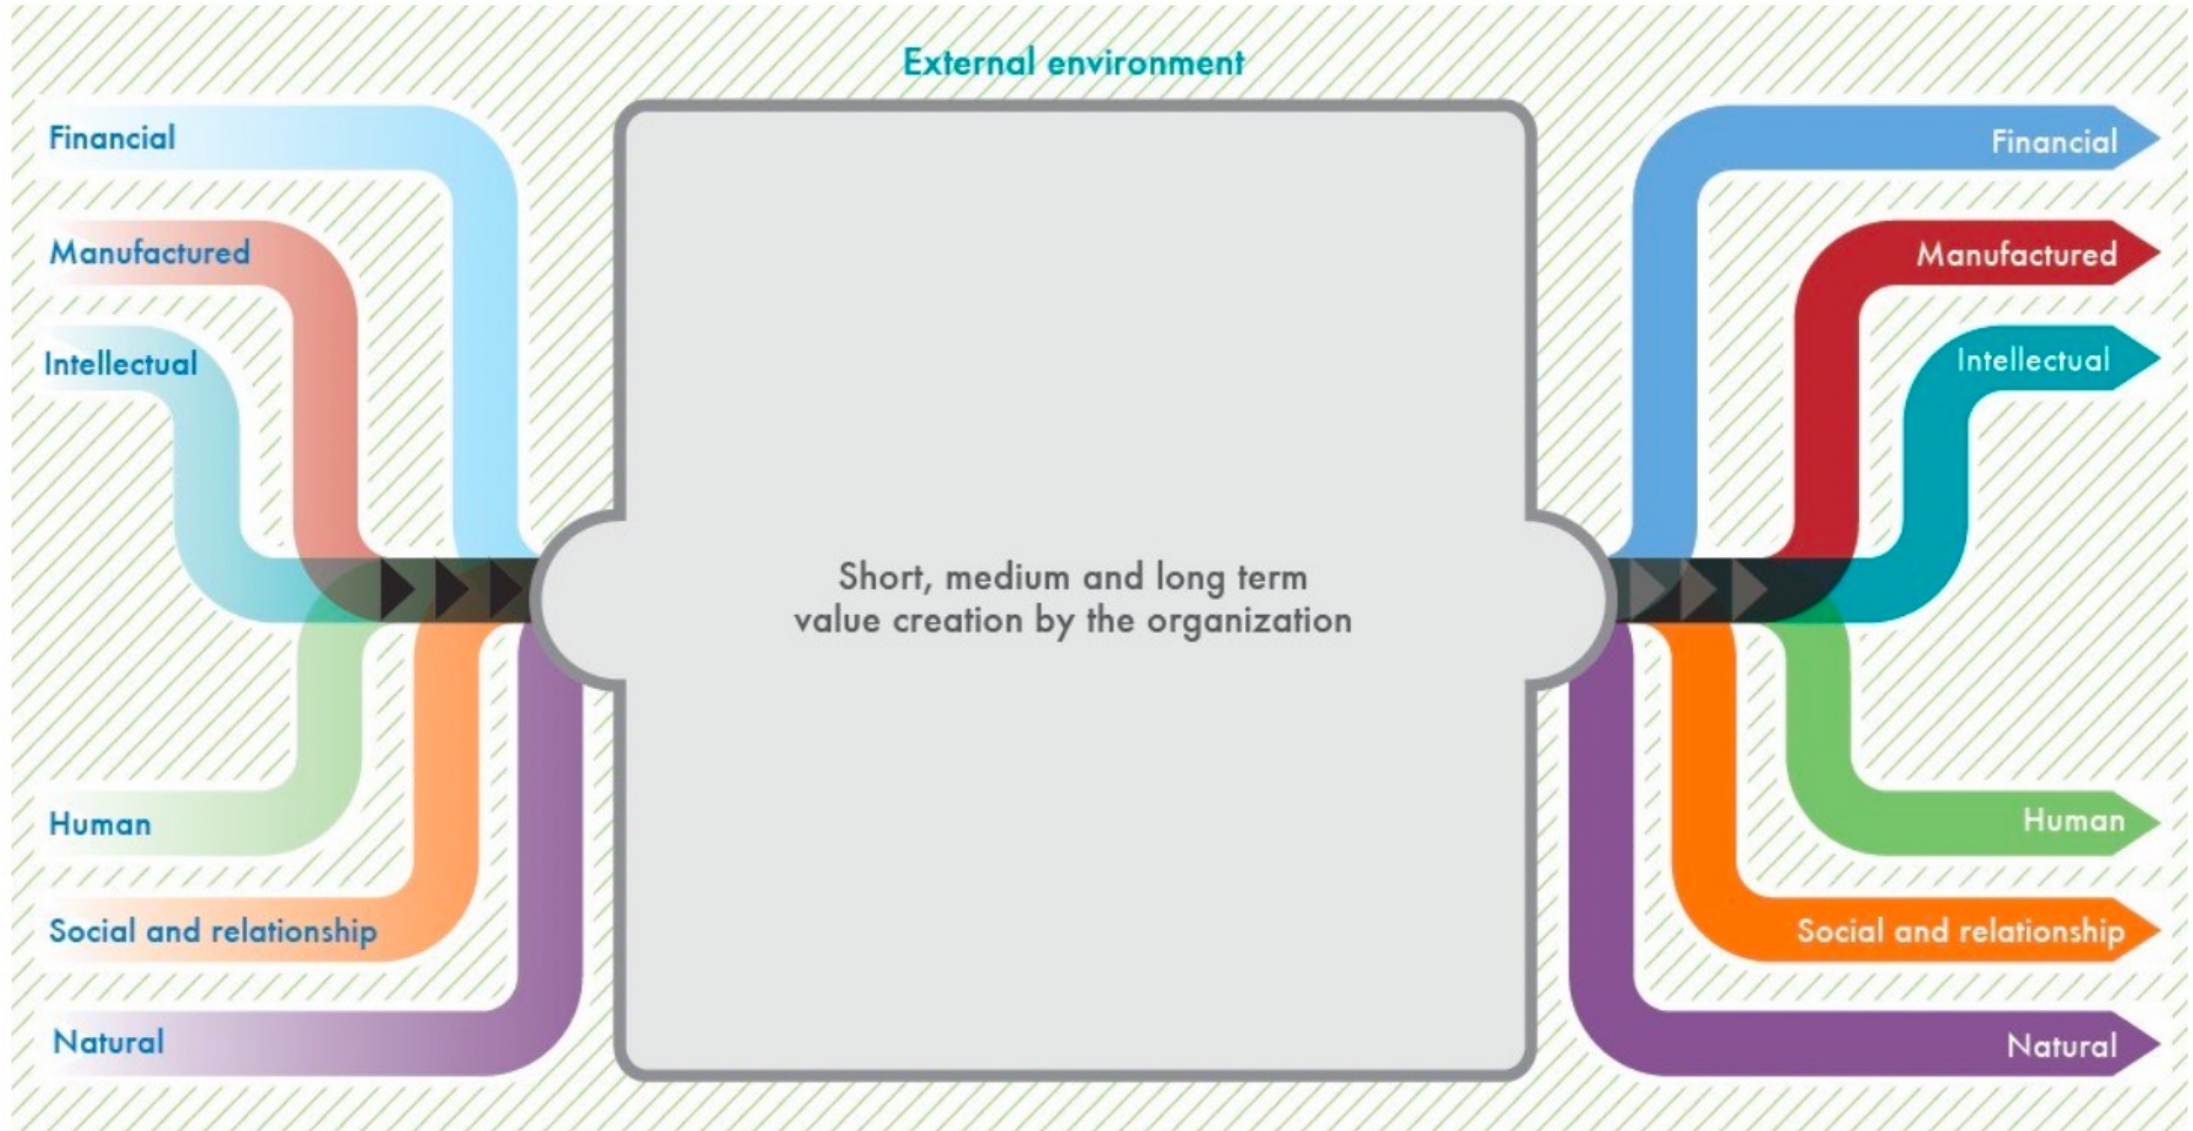 External environment
Financial
Manufactured
Intellectual
Human
Social and relationship
Natural
Short, medium and long term
value creation by the organization
Financial
Manufactured
Intellectual
Human
Social and relationship
Natural